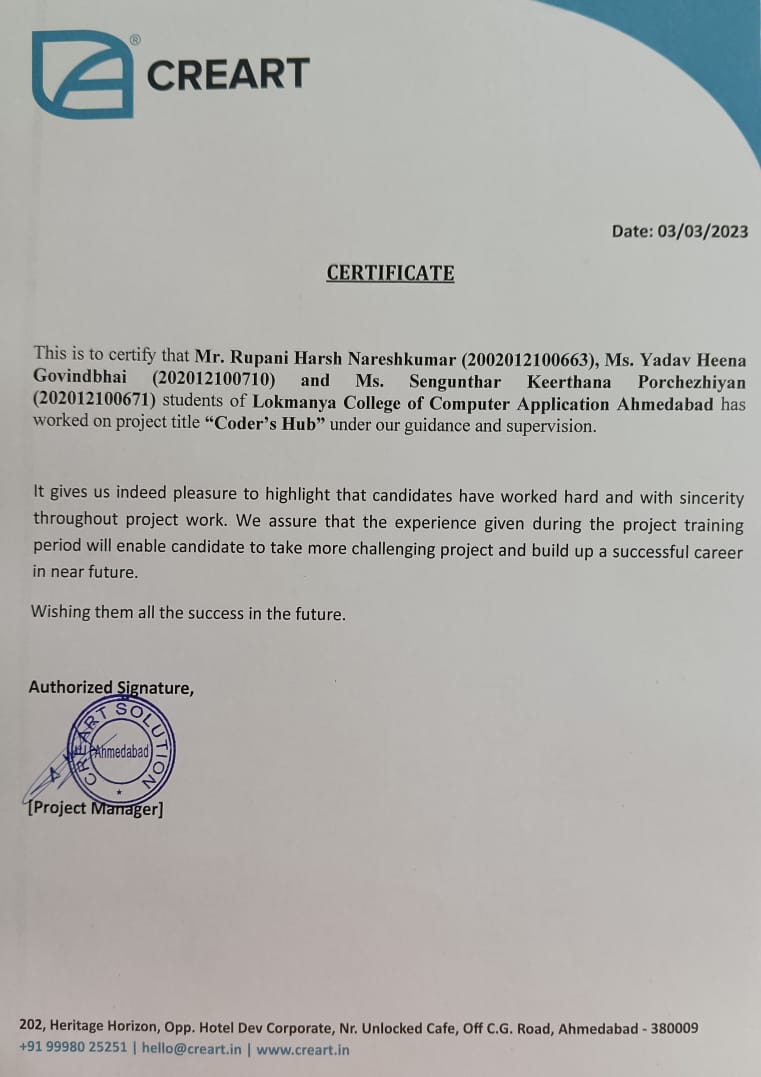 ®
CREART
Date: 03/03/2023
CERTIFICATE
This is to certify that Mr. Rupani Harsh Nareshkumar (2002012100663), Ms. Yadav Heena
Govindbhai (202012100710) and Ms. Sengunthar Keerthana Porchezhiyan
(202012100671) students of Lokmanya College of Computer Application Ahmedabad has
worked on project title “Coder’s Hub” under our guidance and supervision.
It gives us indeed pleasure to highlight that candidates have worked hard and with sincerity
throughout project work. We assure that the experience given during the project training
period will enable candidate to take more challenging project and build up a successful career
in near future.
Wishing them all the success in the future.
Authorized Signature,
CREART SOLUTION
Ahmedabad
[Project Manager]
202, Heritage Horizon, Opp. Hotel Dev Corporate, Nr. Unlocked Cafe, Off C.G. Road, Ahmedabad - 380009
+91 99980 25251 | hello@creart.in | www.creart.in